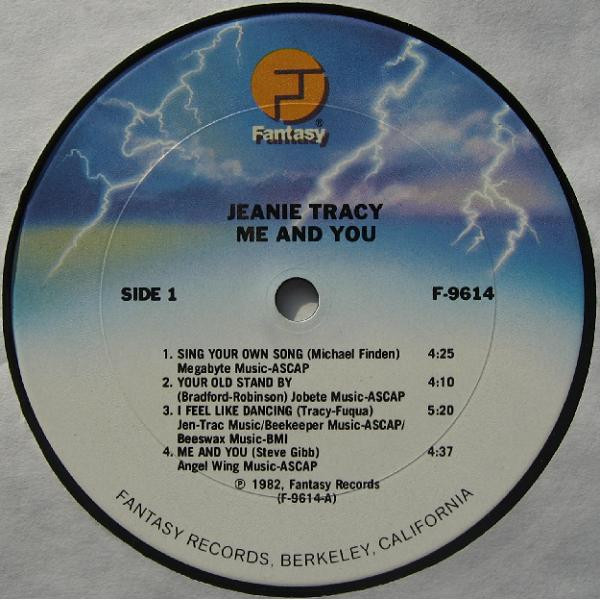 Fantasy®
JEANIE TRACY
ME AND YOU
SIDE 1
F-9614
1. SING YOUR OWN SONG (Michael Finden) 4:25
Megabyte Music-ASCAP
2. YOUR OLD STAND BY 4:10
(Bradford-Robinson) Jobete Music-ASCAP
3. I FEEL LIKE DANCING (Tracy-Fuqua) 5:20
Jen-Trac Music/Beekeeper Music-ASCAP/
Beeswax Music-BMI
4. ME AND YOU (Steve Gibb) 4:37
Angel Wing Music-ASCAP
℗ 1982, Fantasy Records
(F-9614-A)
FANTASY RECORDS, BERKELEY, CALIFORNIA